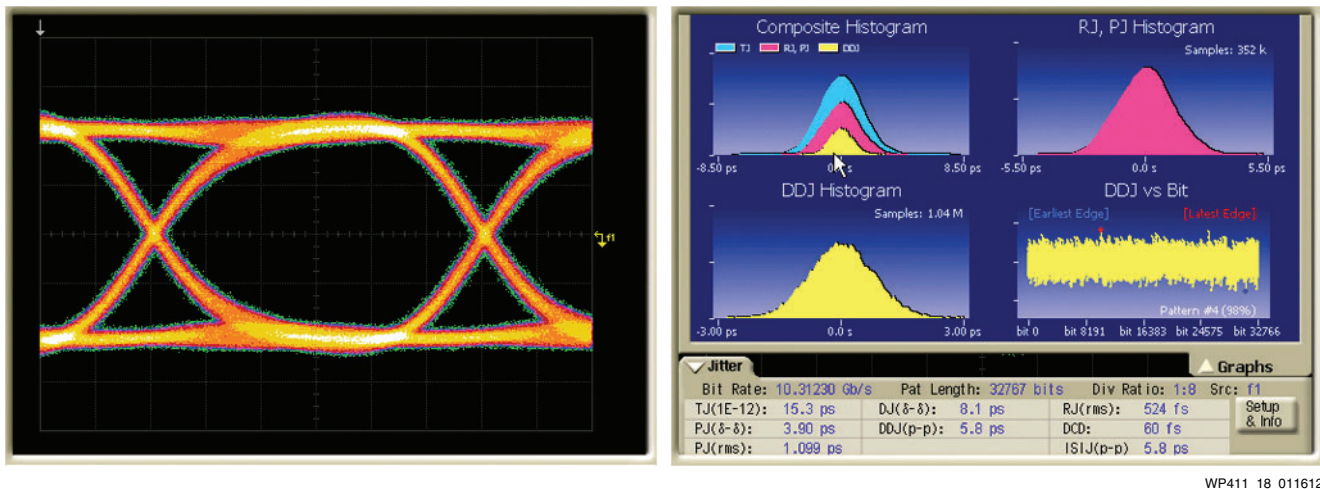 f1
Composite Histogram
TJ RJ, PJ DDJ
-8.50 ps 8.50 ps
RJ, PJ Histogram
Samples: 352 k
-5.50 ps 0.0 s 5.50 ps
DDJ Histogram
Samples: 1.04 M
-3.00 ps 0.0 s 3.00 ps
DDJ vs Bit
[Earliest Edge] [Latest Edge]
Pattern #4 (98%)
bit 0 bit 8191 bit 16383 bit 24575 bit 32766
Jitter Graphs
Bit Rate: 10.31230 Gb/s Pat Length: 32767 bits Div Ratio: 1:8 Src: f1
TJ(1E-12): 15.3 ps DJ(δ-δ): 8.1 ps RJ(rms): 524 fs
PJ(δ-δ): 3.90 ps DDJ(p-p): 5.8 ps DCD: 60 fs
PJ(rms): 1.099 ps ISIJ(p-p) 5.8 ps
Setup
& Info
WP411_18_011612